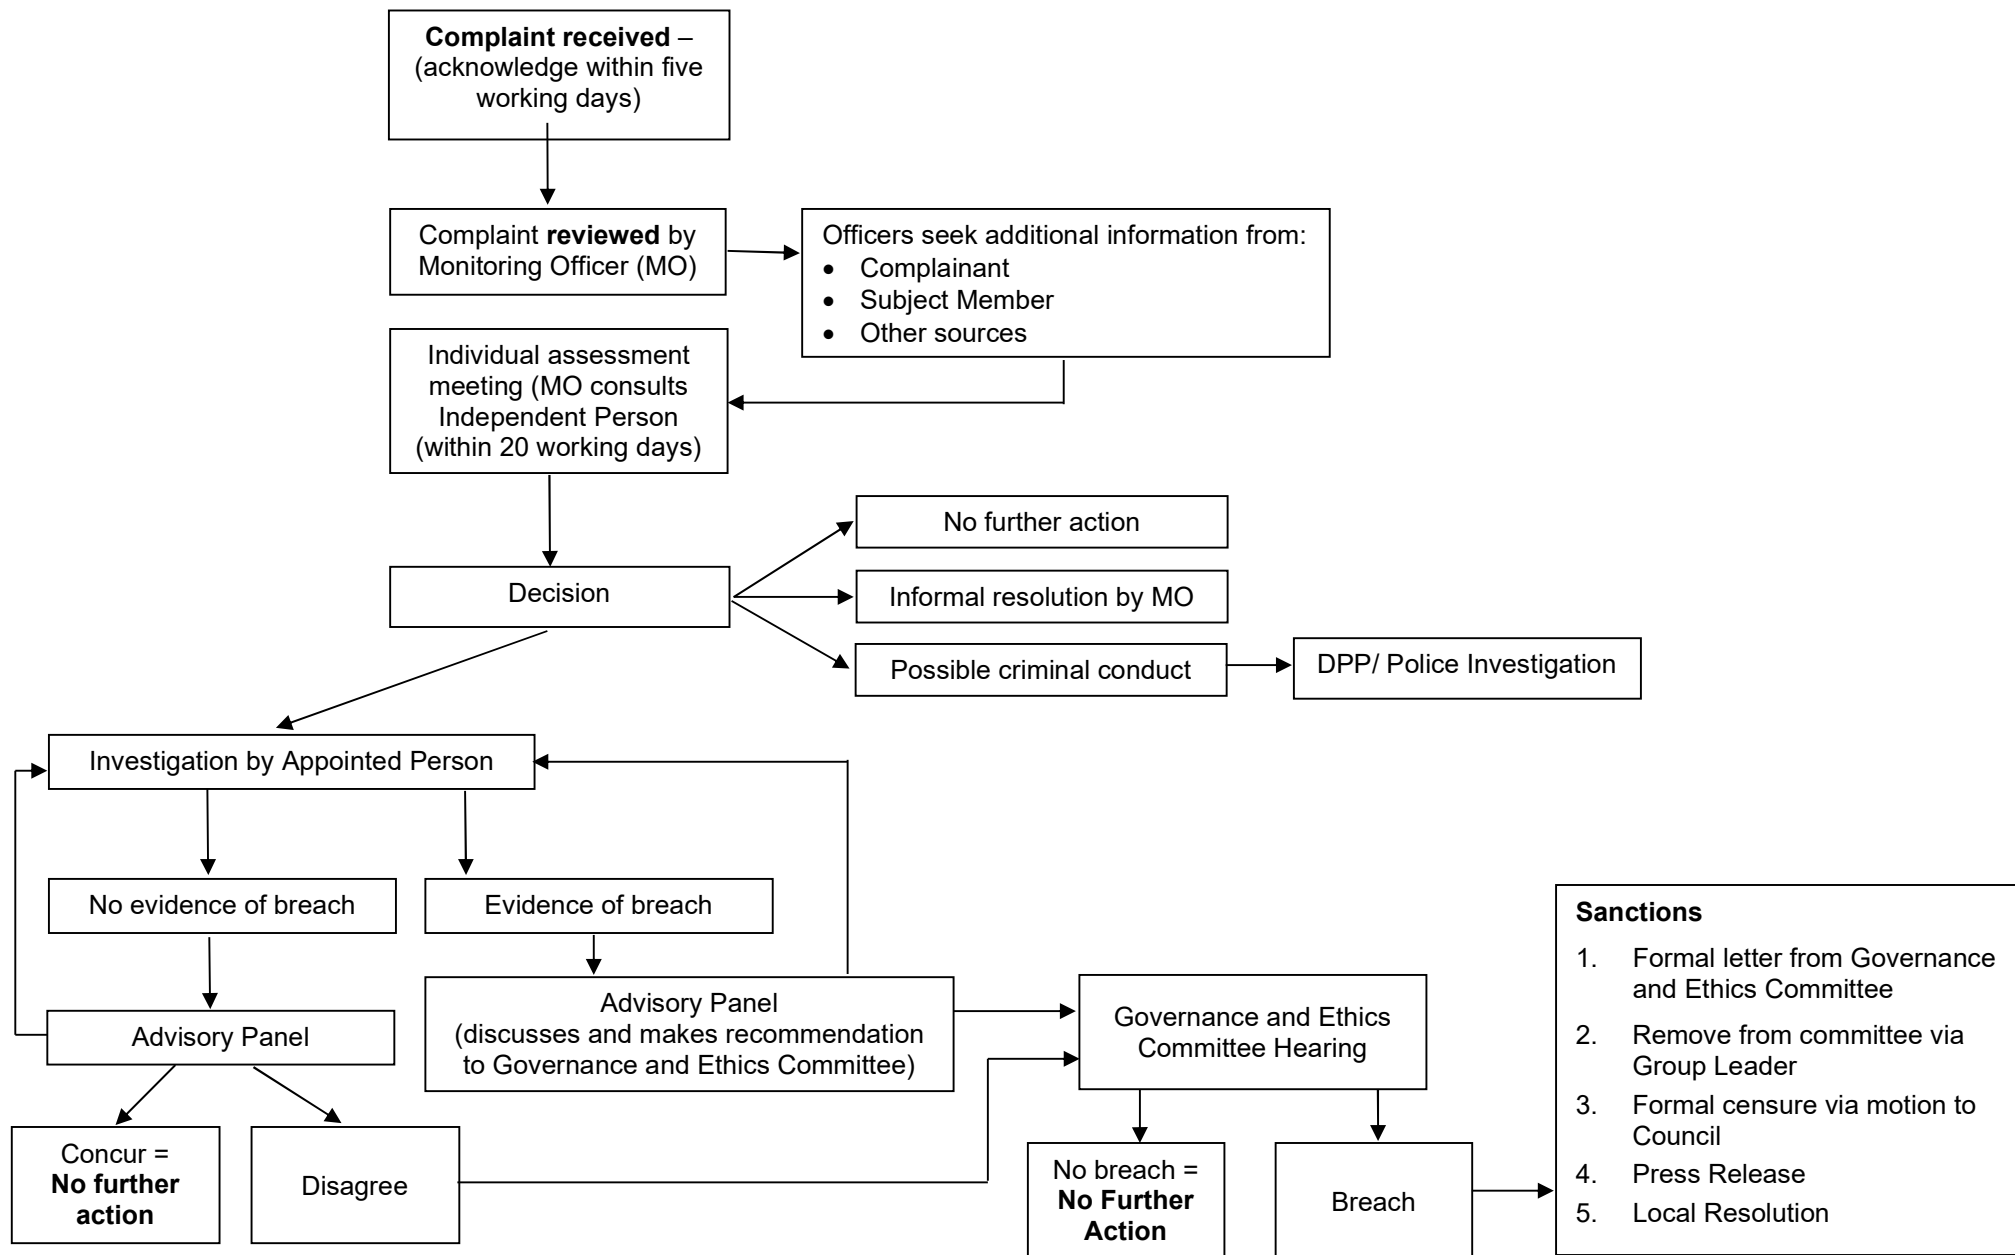 Complaint received –
(acknowledge within five
working days)
Complaint reviewed by
Monitoring Officer (MO)
Officers seek additional information from:
• Complainant
• Subject Member
• Other sources
Individual assessment
meeting (MO consults
Independent Person
(within 20 working days)
No further action
Decision
Informal resolution by MO
Possible criminal conduct
DPP/ Police Investigation
Investigation by Appointed Person
No evidence of breach
Evidence of breach
Advisory Panel
Advisory Panel
(discusses and makes recommendation
to Governance and Ethics Committee)
Governance and Ethics
Committee Hearing
Concur =
No further
action
Disagree
No breach =
No Further
Action
Breach
Sanctions
1. Formal letter from Governance
and Ethics Committee
2. Remove from committee via
Group Leader
3. Formal censure via motion to
Council
4. Press Release
5. Local Resolution